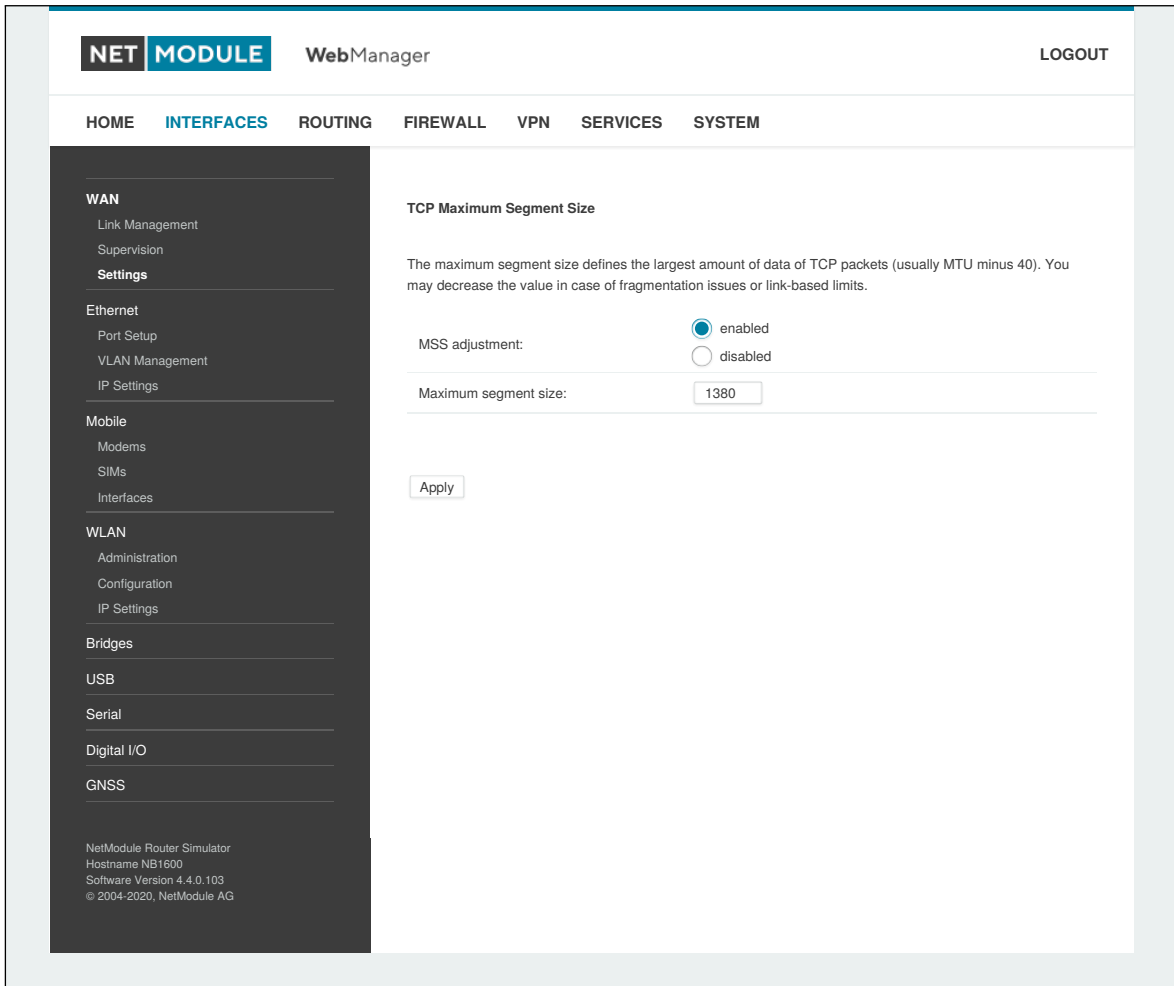 NET MODULE WebManager LOGOUT
HOME INTERFACES ROUTING FIREWALL VPN SERVICES SYSTEM
WAN
Link Management
Supervision
Settings
Ethernet
Port Setup
VLAN Management
IP Settings
Mobile
Modems
SIMs
Interfaces
WLAN
Administration
Configuration
IP Settings
Bridges
USB
Serial
Digital I/O
GNSS
NetModule Router Simulator
Hostname NB1600
Software Version 4.4.0.103
© 2004-2020, NetModule AG
TCP Maximum Segment Size
The maximum segment size defines the largest amount of data of TCP packets (usually MTU minus 40). You
may decrease the value in case of fragmentation issues or link-based limits.
MSS adjustment:
enabled
disabled
Maximum segment size: 1380
Apply